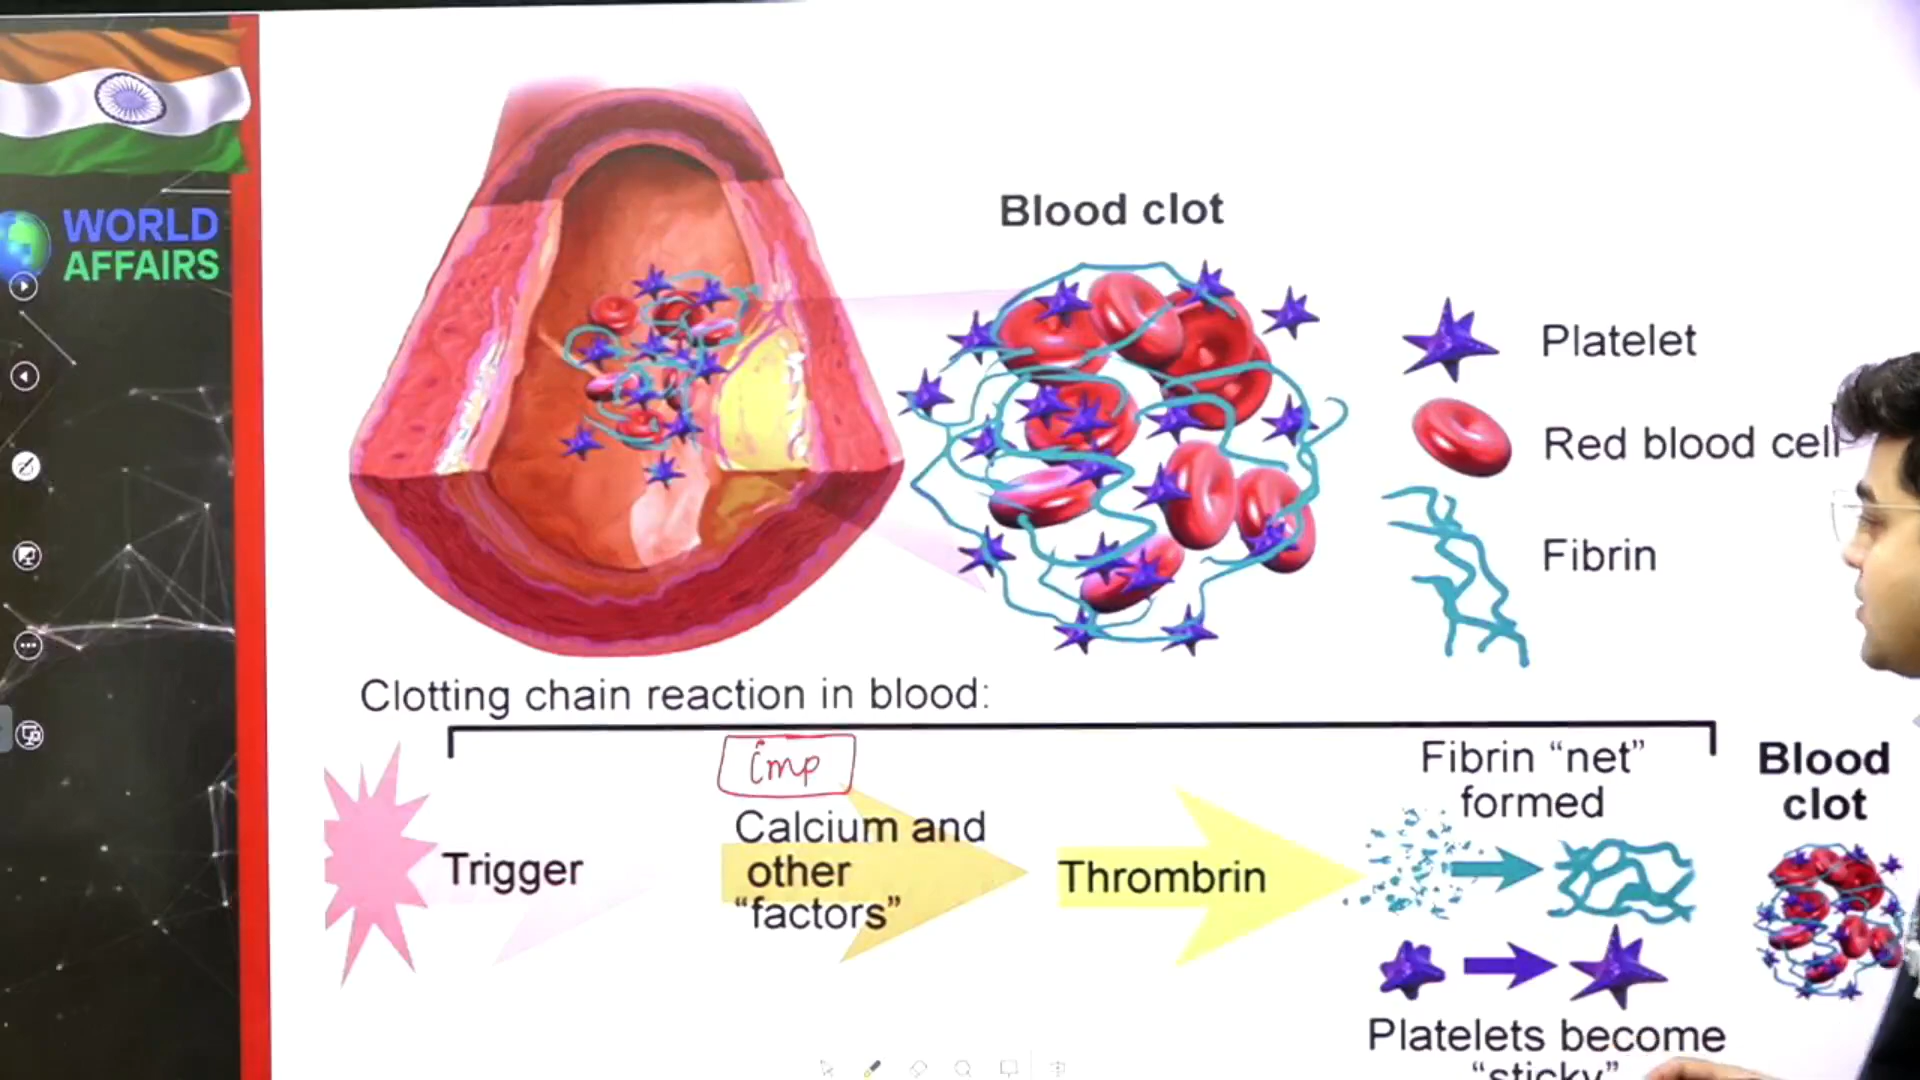 WORLD
AFFAIRS
Blood clot
Platelet
Red blood cell
Fibrin
Clotting chain reaction in blood:
imp
Trigger
Calcium and
other
“factors”
Thrombrin
Fibrin “net”
formed
Platelets become
“sticky”
Blood
clot